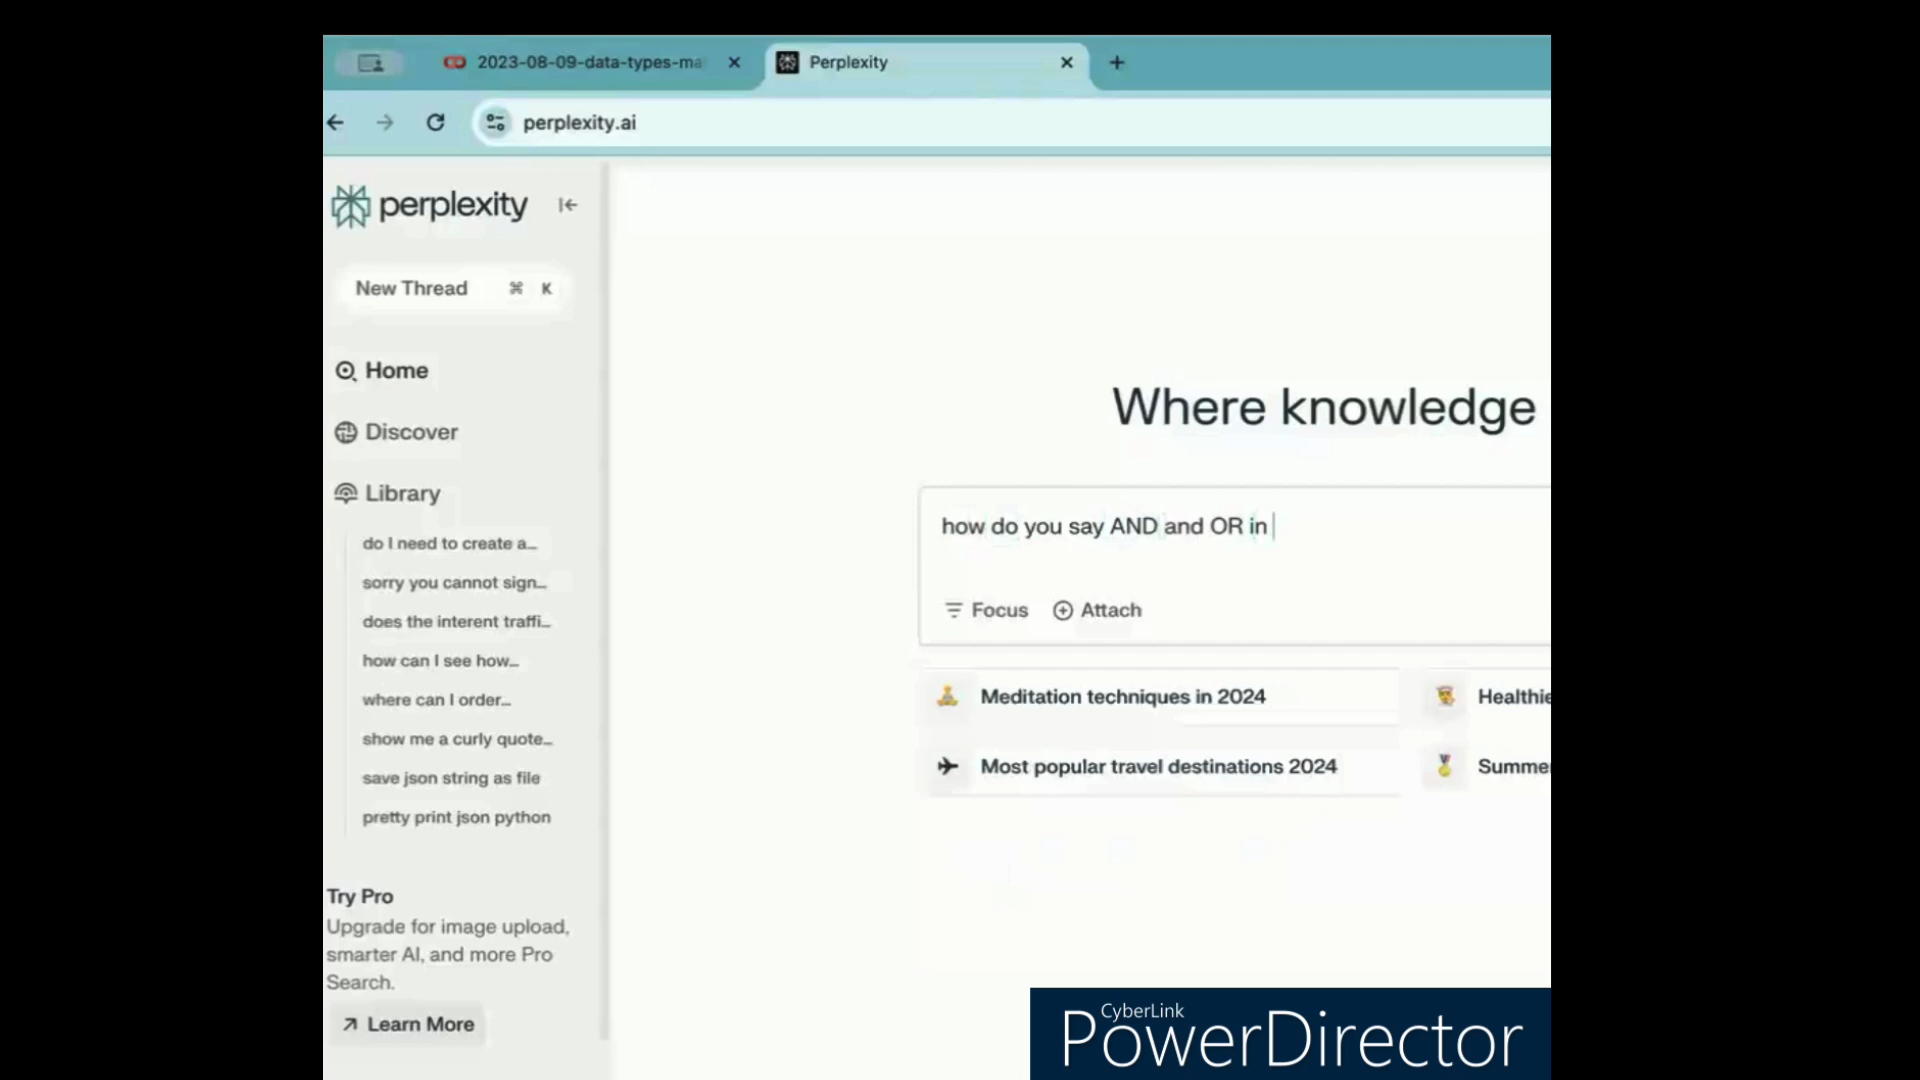 2023-08-09-data-types-ma
Perplexity
perplexity.ai
perplexity
New Thread ⌘ K
Home
Discover
Library
do I need to create a...
sorry you cannot sign...
does the interent traffi...
how can I see how...
where can I order...
show me a curly quote...
save json string as file
pretty print json python
Try Pro
Upgrade for image upload,
smarter AI, and more Pro
Search.
Learn More
Where knowledge
how do you say AND and OR in
Focus Attach
Meditation techniques in 2024
Healthie
Most popular travel destinations 2024
Summe
CyberLink
PowerDirector